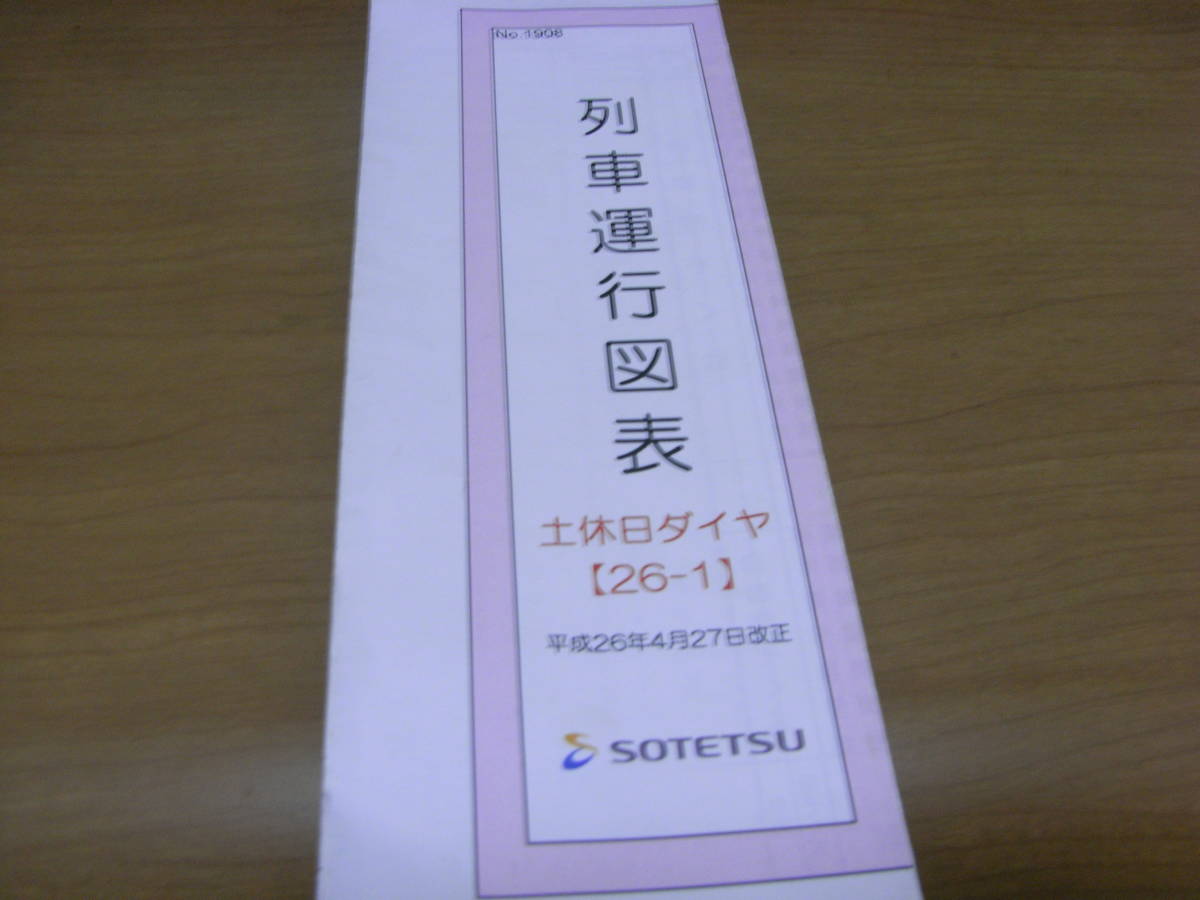 No.1908
列車運行図表
土休日ダイヤ
【26-1】
平成26年4月27日改正
SOTETSU